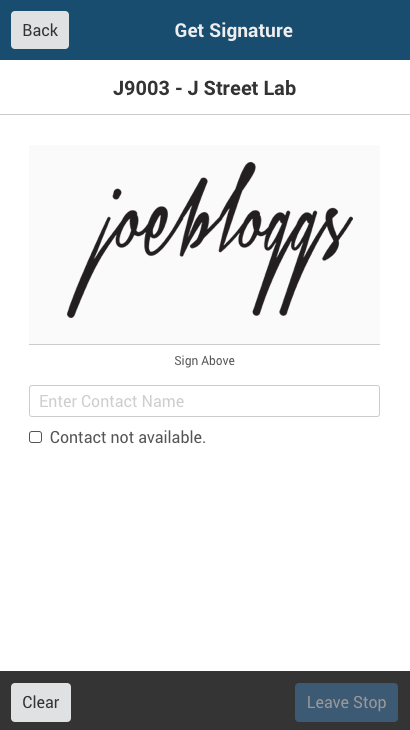 Back
Get Signature
J9003 - J Street Lab
joebloggs
Sign Above
Enter Contact Name
Contact not available.
Clear
Leave Stop